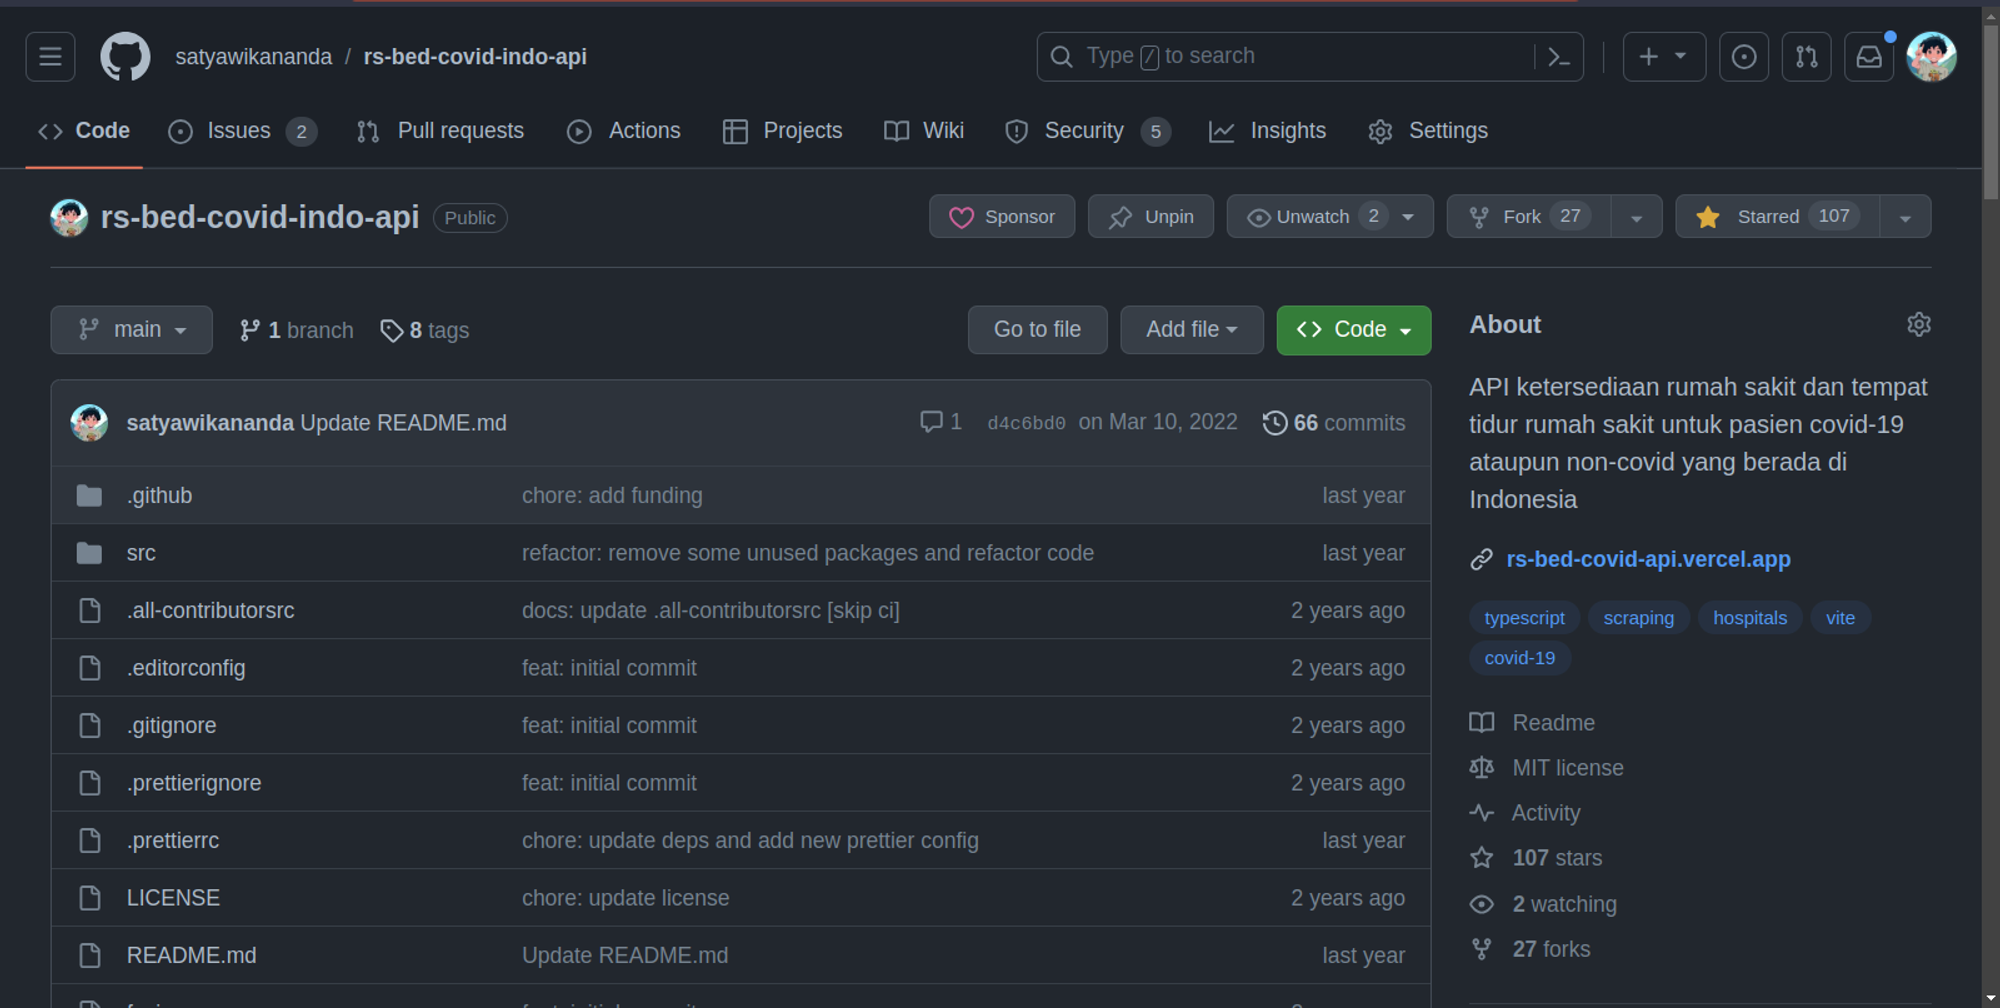 satyawikananda / rs-bed-covid-indo-api
Type / to search
Code
Issues 2
Pull requests
Actions
Projects
Wiki
Security 5
Insights
Settings
rs-bed-covid-indo-api Public
Sponsor
Unpin
Unwatch 2
Fork 27
Starred 107
main
1 branch
8 tags
Go to file
Add file
Code
satyawikananda Update README.md 1 d4c6bd0 on Mar 10, 2022 66 commits
.github chore: add funding last year
src refactor: remove some unused packages and refactor code last year
.all-contributorsrc docs: update .all-contributorsrc [skip ci] 2 years ago
.editorconfig feat: initial commit 2 years ago
.gitignore feat: initial commit 2 years ago
.prettierignore feat: initial commit 2 years ago
.prettierrc chore: update deps and add new prettier config last year
LICENSE chore: update license 2 years ago
README.md Update README.md last year
About
API ketersediaan rumah sakit dan tempat
tidur rumah sakit untuk pasien covid-19
ataupun non-covid yang berada di
Indonesia
rs-bed-covid-api.vercel.app
typescript scraping hospitals vite
covid-19
Readme
MIT license
Activity
107 stars
2 watching
27 forks